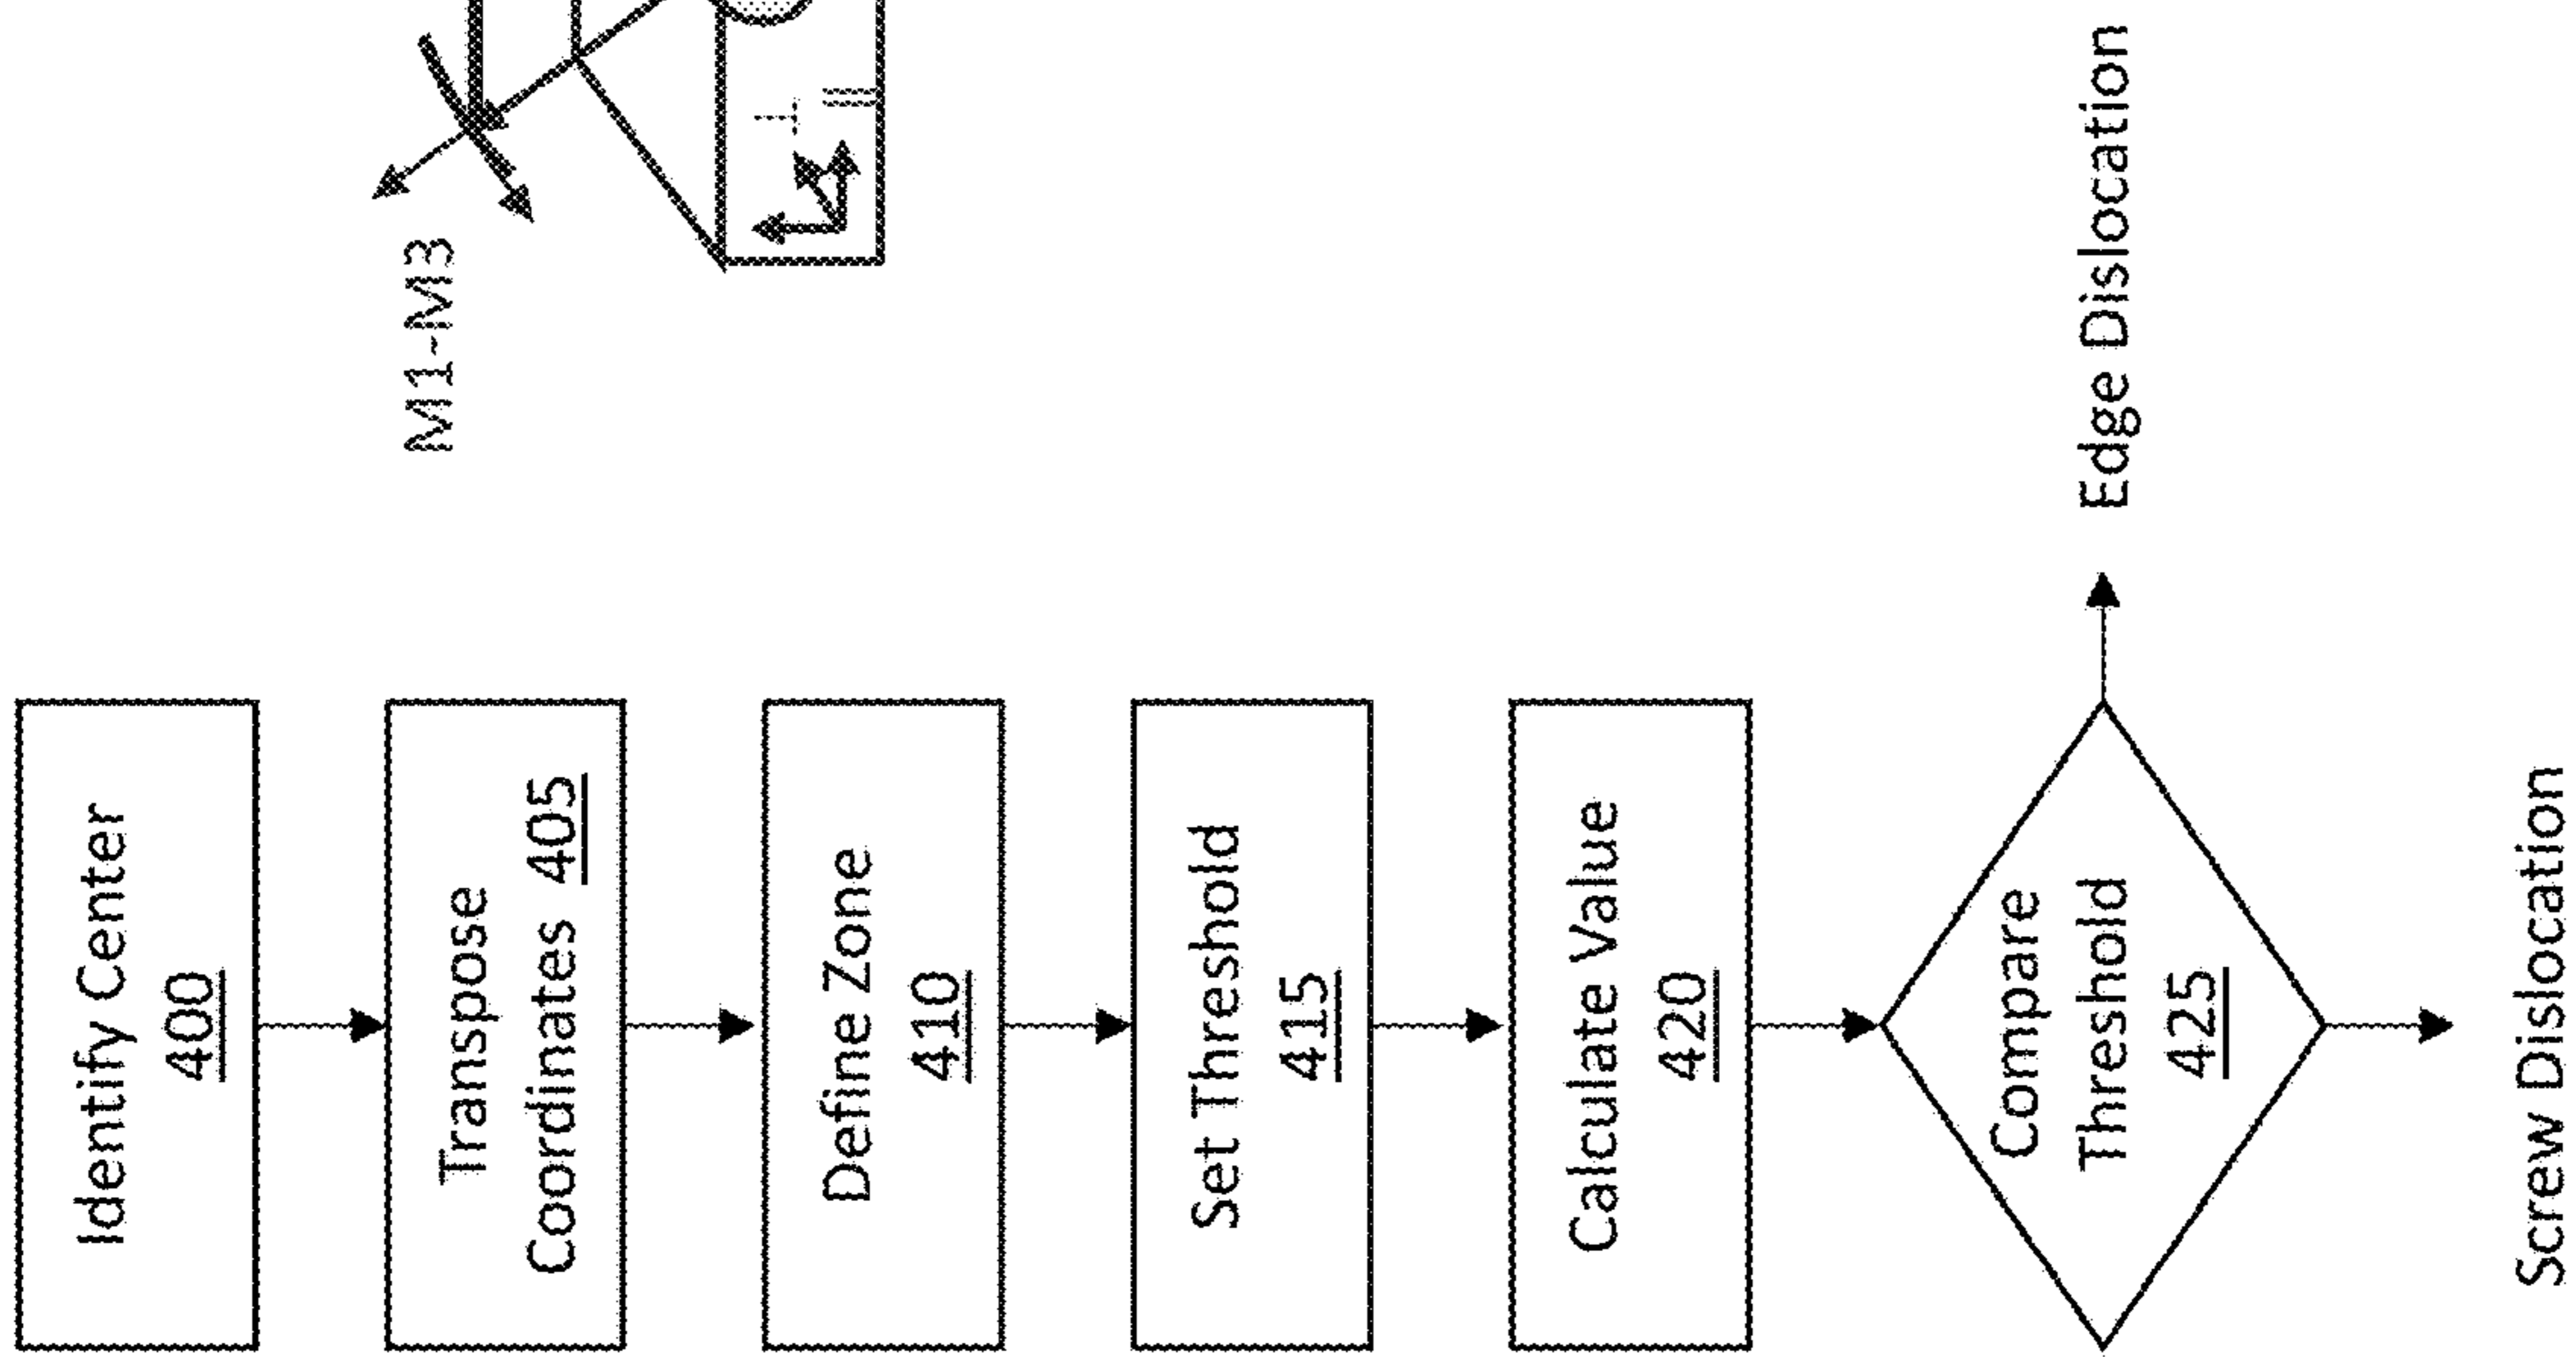 Identify Center
400
Transpose
Coordinates 405
Define Zone
410
Set Threshold
415
Calculate Value
420
Compare
Threshold
425
Edge Dislocation
Screw Dislocation
M1-M3